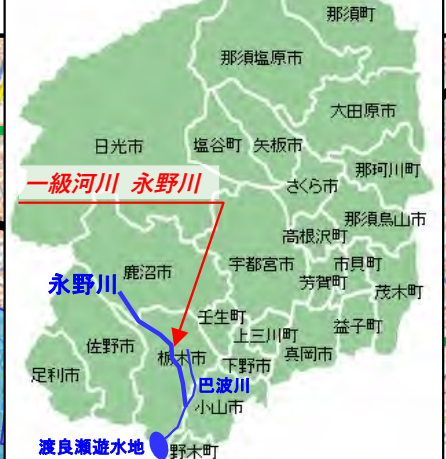 那須町
那須塩原市
大田原市
日光市
塩谷町
矢板市
那珂川町
一級河川 永野川
さくら市
那須烏山市
高根沢町
鹿沼市
宇都宮市
市貝町
永野川
芳賀町
茂木町
壬生町
上三川町
益子町
佐野市
栃木市
下野市
真岡市
足利市
巴波川
小山市
渡良瀬遊水地
野木町